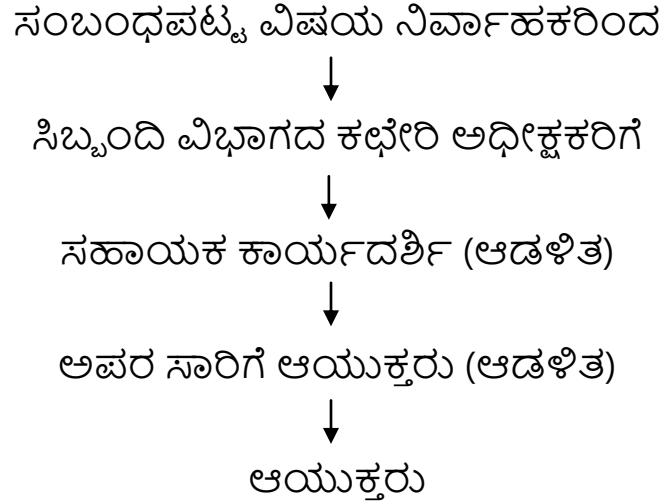 ಸಂಬಂಧಪಟ್ಟ ವಿಷಯ ನಿರ್ವಾಹಕರಿಂದ
ಸಿಬ್ಬಂದಿ ವಿಭಾಗದ ಕಛೇರಿ ಅಧೀಕ್ಷಕರಿಗೆ
ಸಹಾಯಕ ಕಾರ್ಯದರ್ಶಿ (ಆಡಳಿತ)
ಅಪರ ಸಾರಿಗೆ ಆಯುಕ್ತರು (ಆಡಳಿತ)
ಆಯುಕ್ತರು